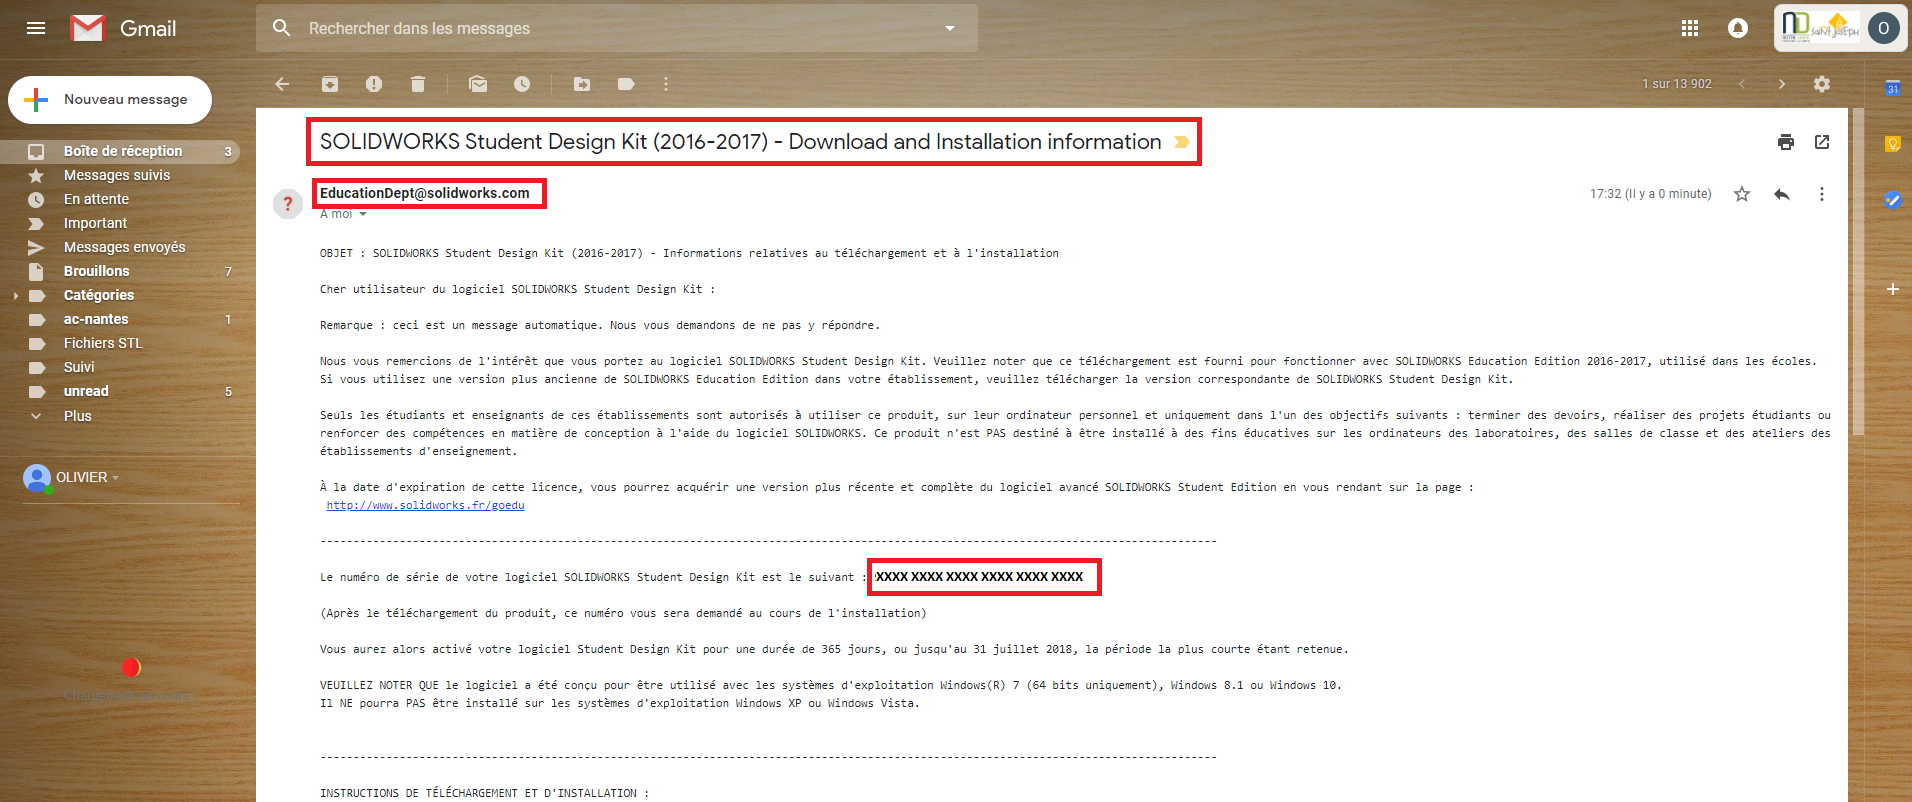 Gmail
Rechercher dans les messages
O
Nouveau message
1 sur 13 902
31
Boîte de réception 3
Messages suivis
En attente
Important
Messages envoyés
Brouillons 7
Catégories
ac-nantes 1
Fichiers STL
Suivi
unread 5
Plus
OLIVIER
SOLIDWORKS Student Design Kit (2016-2017) - Download and Installation information
EducationDept@solidworks.com
17:32 (Il y a 0 minute)
À moi
OBJET : SOLIDWORKS Student Design Kit (2016-2017) - Informations relatives au téléchargement et à l'installation
Cher utilisateur du logiciel SOLIDWORKS Student Design Kit :
Remarque : ceci est un message automatique. Nous vous demandons de ne pas y répondre.
Nous vous remercions de l'intérêt que vous portez au logiciel SOLIDWORKS Student Design Kit. Veuillez noter que ce téléchargement est fourni pour fonctionner avec SOLIDWORKS Education Edition 2016-2017, utilisé dans les écoles.
Si vous utilisez une version plus ancienne de SOLIDWORKS Education Edition dans votre établissement, veuillez télécharger la version correspondante de SOLIDWORKS Student Design Kit.
Seuls les étudiants et enseignants de ces établissements sont autorisés à utiliser ce produit, sur leur ordinateur personnel et uniquement dans l'un des objectifs suivants : terminer des devoirs, réaliser des projets étudiants ou
renforcer des compétences en matière de conception à l'aide du logiciel SOLIDWORKS. Ce produit n'est PAS destiné à être installé à des fins éducatives sur les ordinateurs des laboratoires, des salles de classe et des ateliers des
établissements d'enseignement.
À la date d'expiration de cette licence, vous pourrez acquérir une version plus récente et complète du logiciel avancé SOLIDWORKS Student Edition en vous rendant sur la page :
http://www.solidworks.fr/goedu
Le numéro de série de votre logiciel SOLIDWORKS Student Design Kit est le suivant : XXXX XXXX XXXX XXXX XXXX XXXX
(Après le téléchargement du produit, ce numéro vous sera demandé au cours de l'installation)
Vous aurez alors activé votre logiciel Student Design Kit pour une durée de 365 jours, ou jusqu'au 31 juillet 2018, la période la plus courte étant retenue.
VEUILLEZ NOTER QUE le logiciel a été conçu pour être utilisé avec les systèmes d'exploitation Windows(R) 7 (64 bits uniquement), Windows 8.1 ou Windows 10.
Il NE pourra PAS être installé sur les systèmes d'exploitation Windows XP ou Windows Vista.
INSTRUCTIONS DE TÉLÉCHARGEMENT ET D'INSTALLATION :